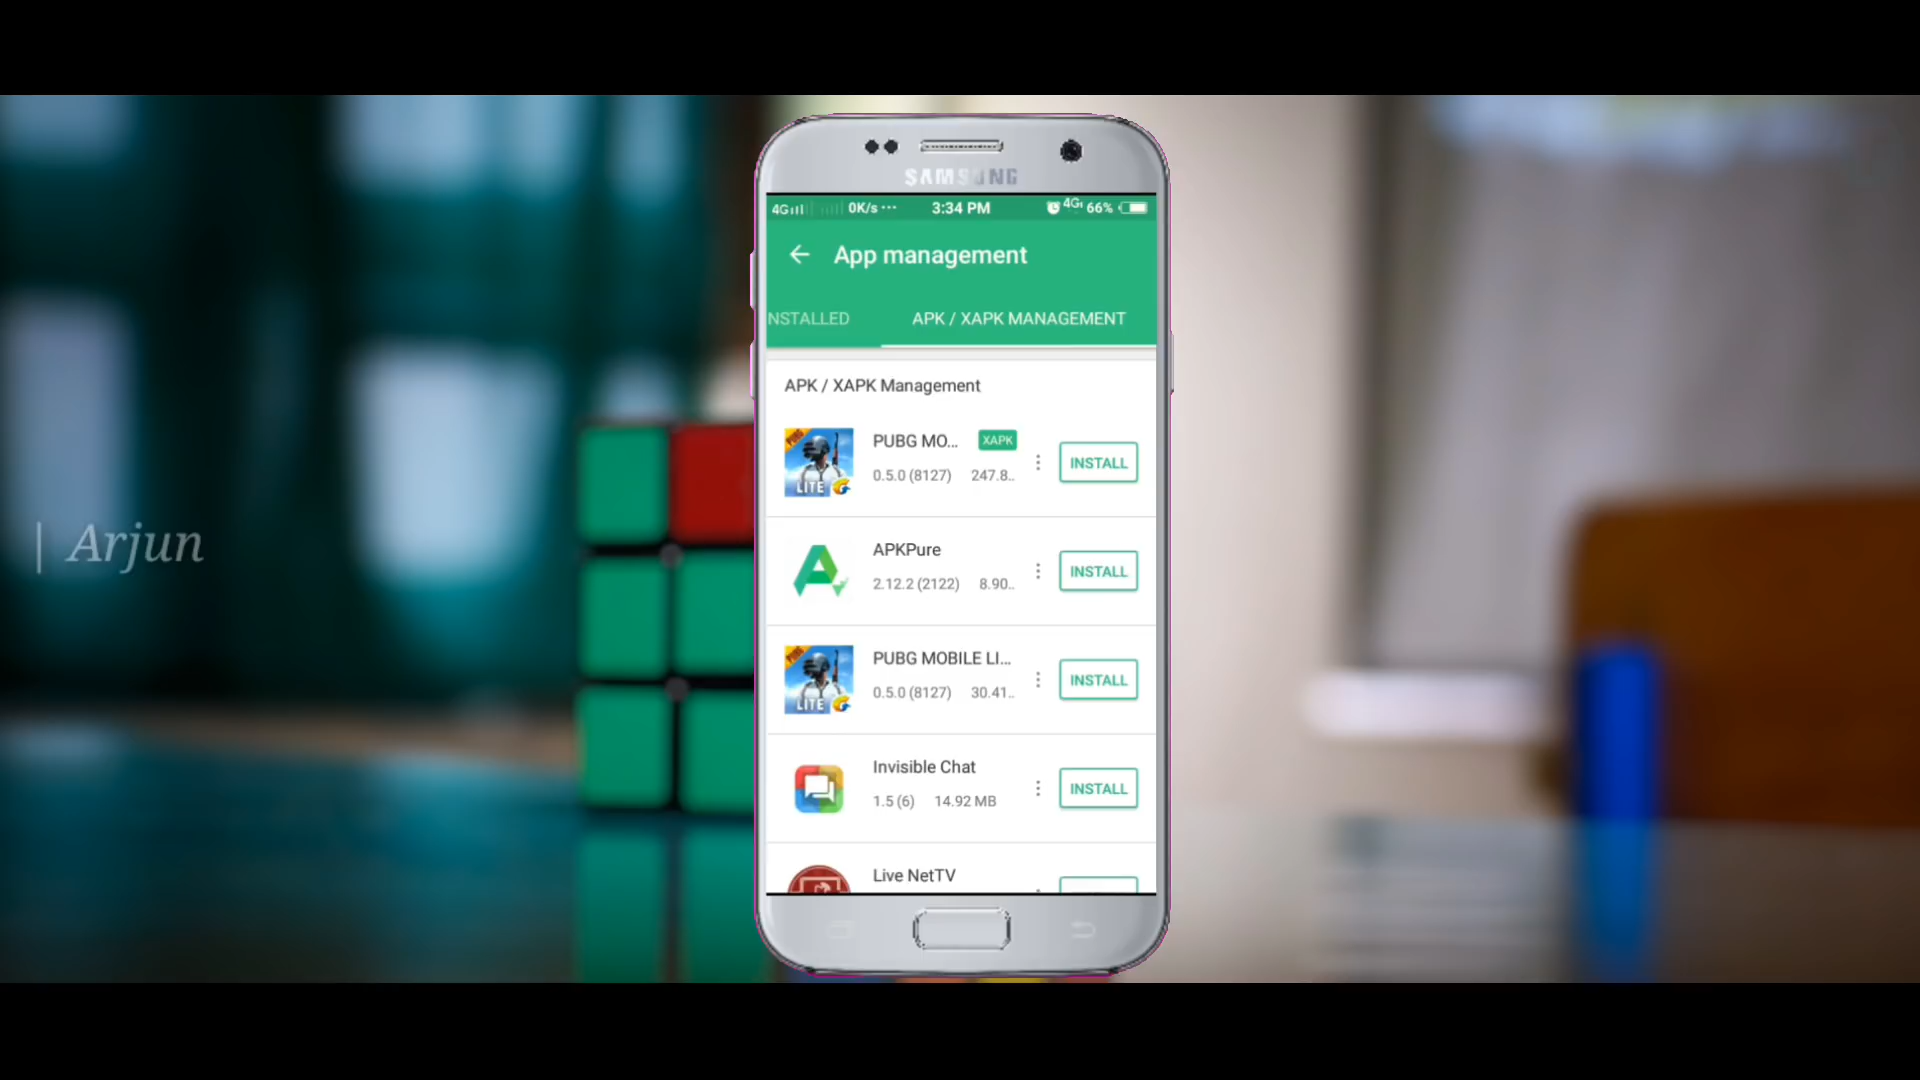 SAMSUNG
4G 0K/s ··· 3:34 PM 4G 66%
App management
NSTALLED APK / XAPK MANAGEMENT
APK / XAPK Management
PUBG MO... XAPK
0.5.0 (8127) 247.8..
INSTALL
LITE
APKPure
2.12.2 (2122) 8.90..
INSTALL
PUBG MOBILE LI...
0.5.0 (8127) 30.41..
INSTALL
LITE
Invisible Chat
1.5 (6) 14.92 MB
INSTALL
Live NetTV
| Arjun